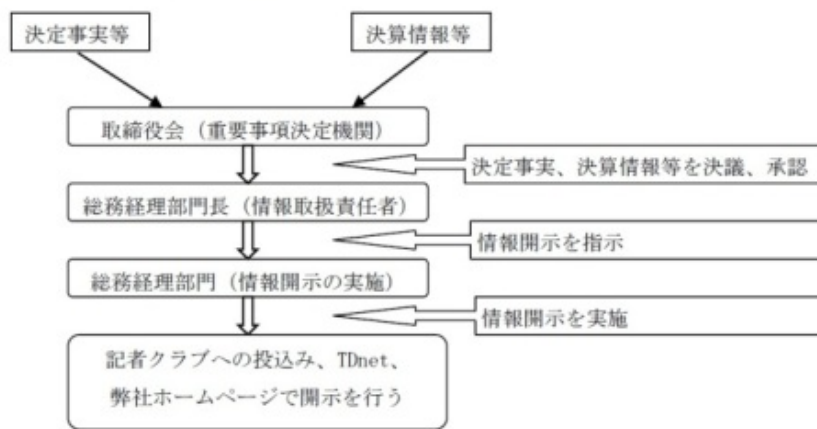 決定事実等
決算情報等
取締役会（重要事項決定機関）
決定事実、決算情報等を決議、承認
総務経理部門長（情報取扱責任者）
情報開示を指示
総務経理部門（情報開示の実施）
情報開示を実施
記者クラブへの投込み、TDnet、
弊社ホームページで開示を行う